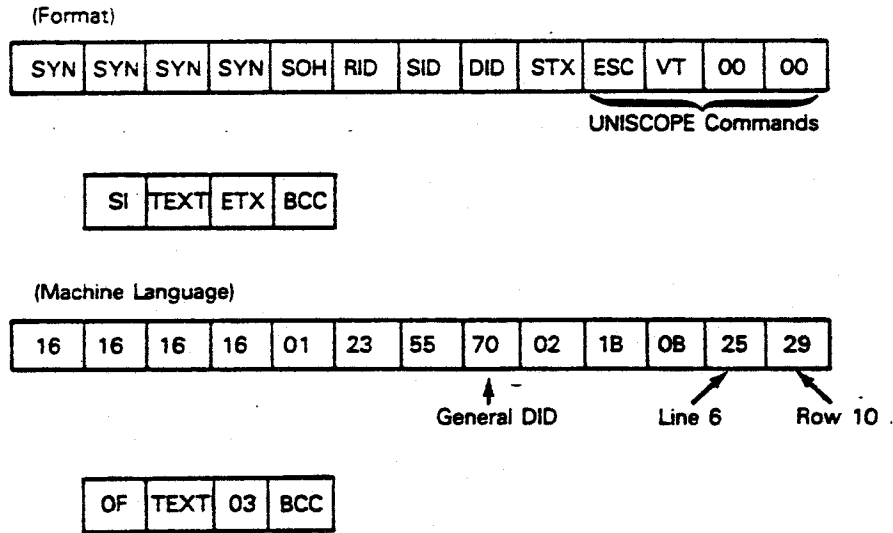 (Format)
SYN SYN SYN SYN SOH RID SID DID STX ESC VT 00 00
UNISCOPE Commands
SI TEXT ETX BCC
(Machine Language)
16 16 16 16 01 23 55 70 02 1B 0B 25 29
General DID Line 6 Row 10
0F TEXT 03 BCC